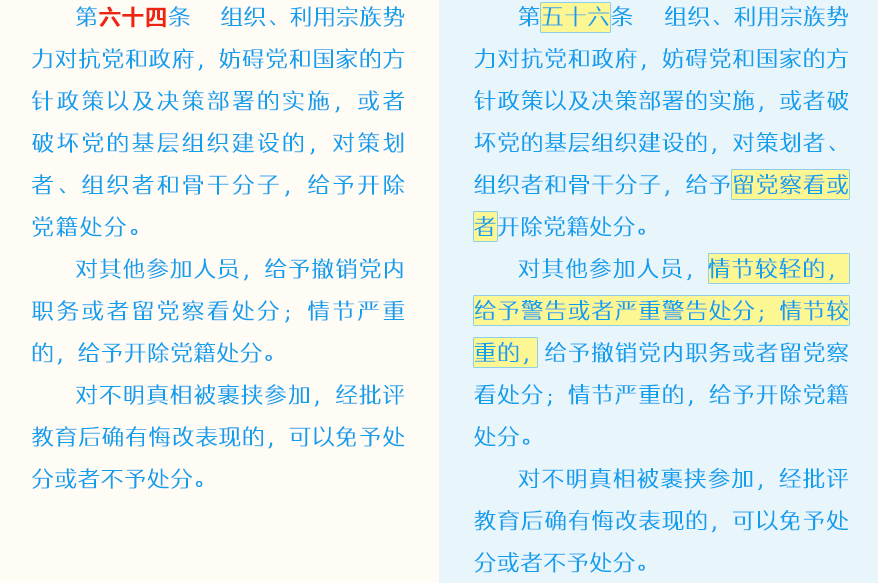 第六十四条　组织、利用宗族势
力对抗党和政府，妨碍党和国家的方
针政策以及决策部署的实施，或者
破坏党的基层组织建设的，对策划
者、组织者和骨干分子，给予开除
党籍处分。
对其他参加人员，给予撤销党内
职务或者留党察看处分；情节严重
的，给予开除党籍处分。
对不明真相被裹挟参加，经批评
教育后确有悔改表现的，可以免予处
分或者不予处分。
第五十六条　组织、利用宗族势
力对抗党和政府，妨碍党和国家的方
针政策以及决策部署的实施，或者破
坏党的基层组织建设的，对策划者、
组织者和骨干分子，给予留党察看或
者开除党籍处分。
对其他参加人员，情节较轻的，
给予警告或者严重警告处分；情节较
重的，给予撤销党内职务或者留党察
看处分；情节严重的，给予开除党籍
处分。
对不明真相被裹挟参加，经批评
教育后确有悔改表现的，可以免予处
分或者不予处分。